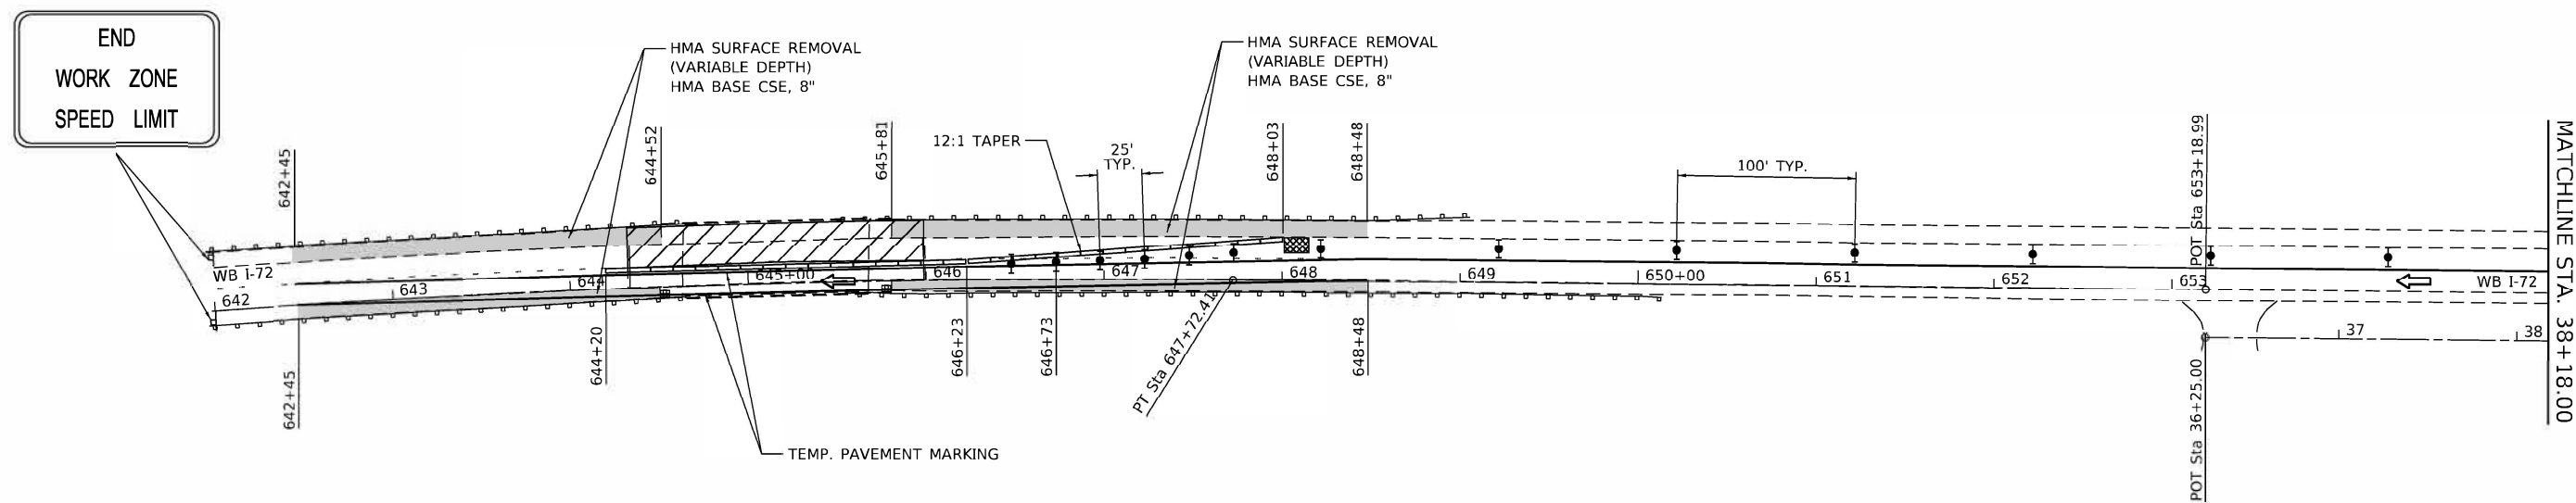 END
WORK ZONE
SPEED LIMIT
HMA SURFACE REMOVAL
(VARIABLE DEPTH)
HMA BASE CSE, 8"
HMA SURFACE REMOVAL
(VARIABLE DEPTH)
HMA BASE CSE, 8"
642+45
644+52
645+81
12:1 TAPER
25'
TYP.
648+03
648+48
100' TYP.
POT Sta 653+18.99
MATCHLINE STA. 38+18.00
WB I-72
642
643
644
645+00
646
647
648
649
650+00
651
652
653
WB I-72
37
38
642+45
644+20
646+23
646+73
PT Sta 647+72.41
648+48
POT Sta 36+25.00
TEMP. PAVEMENT MARKING